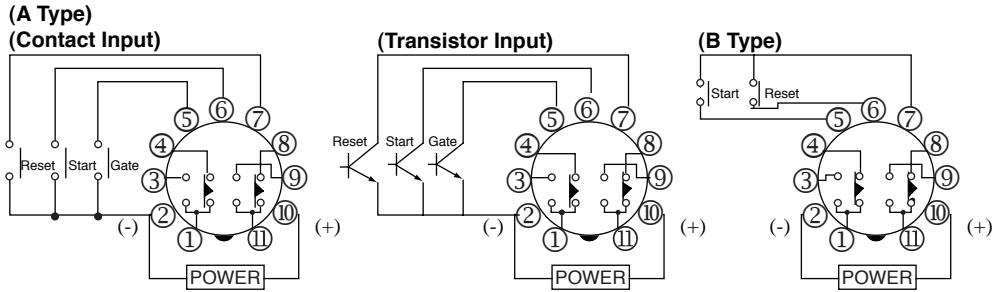 (A Type)
(Contact Input)
(Transistor Input)
(B Type)
⑤ ⑥ ⑦
④ ⑧
Reset Start Gate
③ ⑨
② ⑩
(-) ① ⑪ (+)
POWER
⑤ ⑥ ⑦
Reset Start Gate
④ ⑧
③ ⑨
② ⑩
(-) ① ⑪ (+)
POWER
Start Reset
⑤ ⑥ ⑦
④ ⑧
③ ⑨
② ⑩
(-) ① ⑪ (+)
POWER